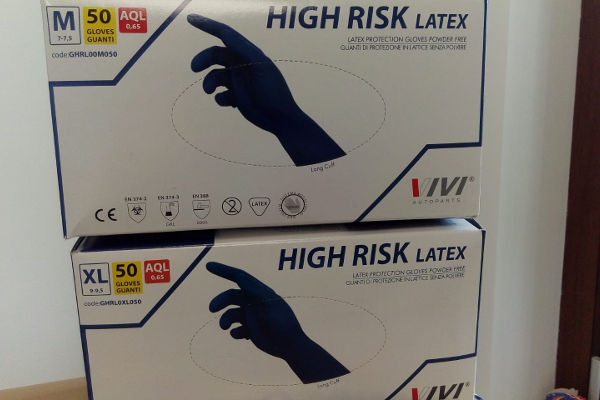 M
7-7,5
50
GLOVES
GUANTI
AQL
0,65
code:GHRL00M050
HIGH RISK LATEX
LATEX PROTECTION GLOVES POWDER FREE
GUANTI DI PROTEZIONE IN LATTICE SENZA POLVERE
Long Cuff
CE
EN 374-2
EN 374-3
EN 388
2
LATEX
VIVI®
AUTOPARTS
XL
9-9,5
50
GLOVES
GUANTI
AQL
0,65
code:GHRL0XL050
HIGH RISK LATEX
LATEX PROTECTION GLOVES POWDER FREE
GUANTI DI PROTEZIONE IN LATTICE SENZA POLVERE
Long Cuff
VIVI®